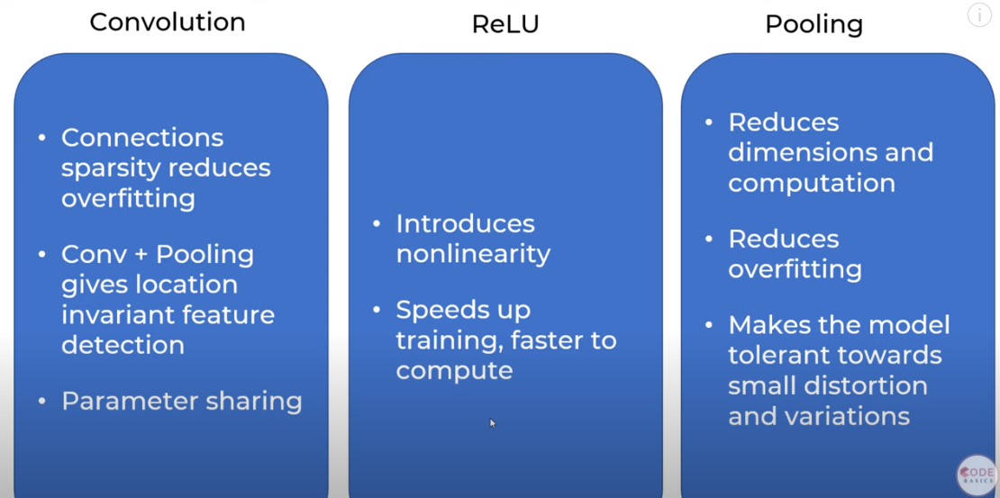 Convolution
• Connections
sparsity reduces
overfitting
• Conv + Pooling
gives location
invariant feature
detection
• Parameter sharing
ReLU
• Introduces
nonlinearity
• Speeds up
training, faster to
compute
Pooling
• Reduces
dimensions and
computation
• Reduces
overfitting
• Makes the model
tolerant towards
small distortion
and variations
i
CODE
BASICS